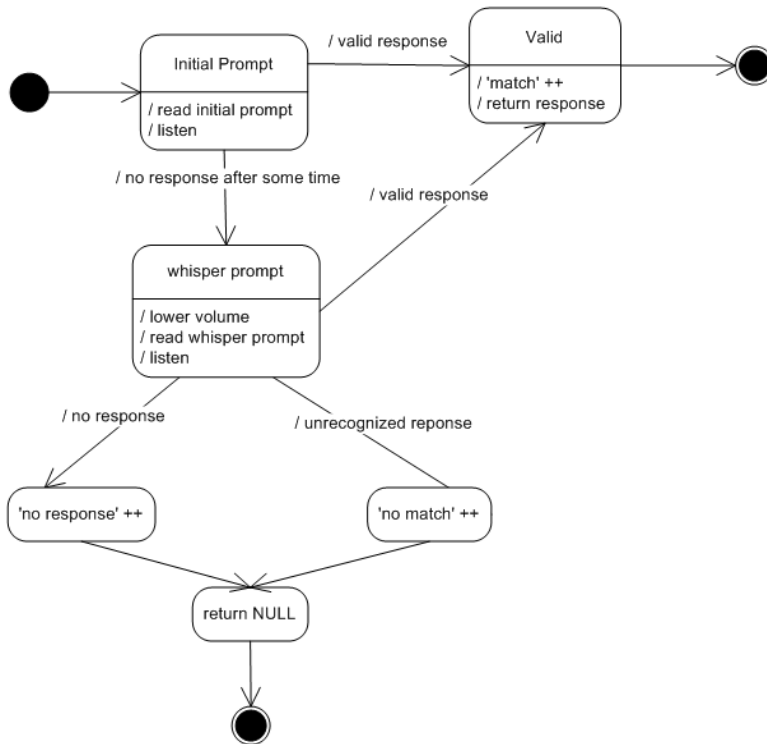 / valid response
Initial Prompt
/ read initial prompt
/ listen
Valid
/ 'match' ++
/ return response
/ no response after some time
/ valid response
whisper prompt
/ lower volume
/ read whisper prompt
/ listen
/ no response
/ unrecognized reponse
'no response' ++
'no match' ++
return NULL